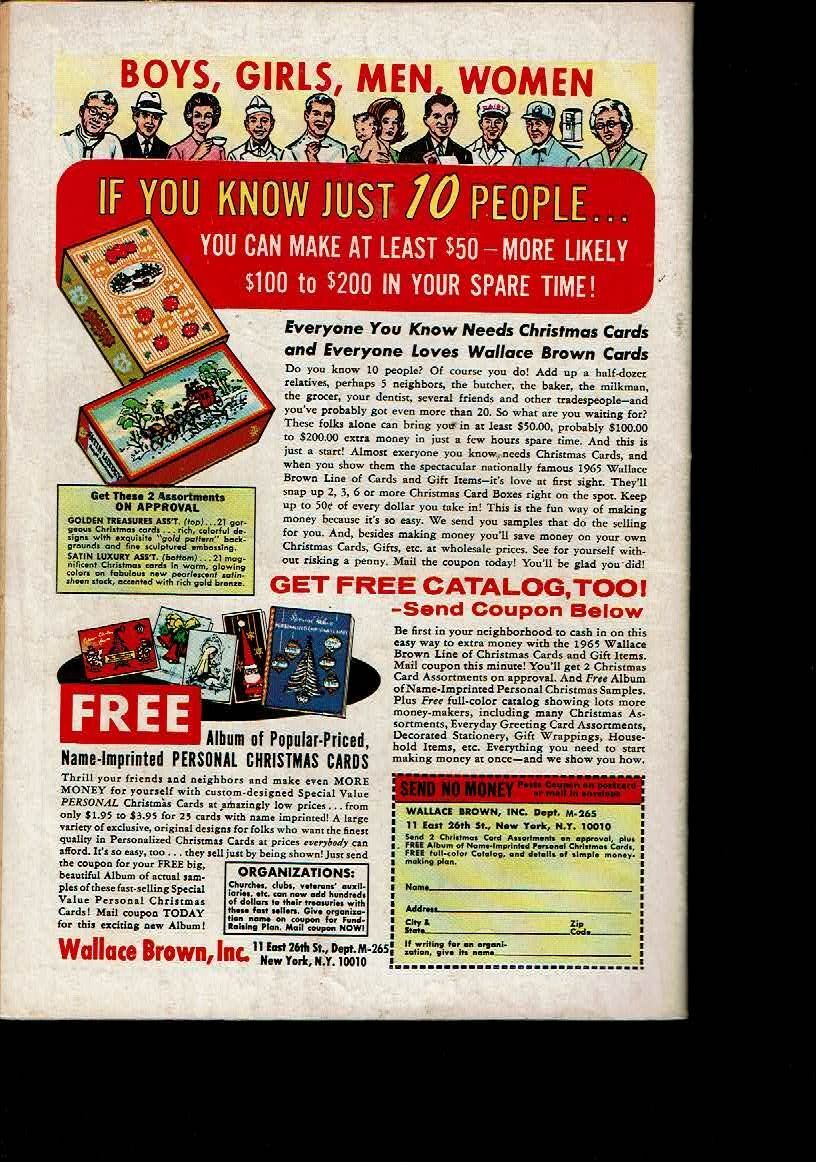 BOYS, GIRLS, MEN, WOMEN
DAIRY
IF YOU KNOW JUST 10 PEOPLE...
YOU CAN MAKE AT LEAST $50 – MORE LIKELY
$100 to $200 IN YOUR SPARE TIME!
Everyone You Know Needs Christmas Cards
and Everyone Loves Wallace Brown Cards
Do you know 10 people? Of course you do! Add up a half-dozen
relatives, perhaps 5 neighbors, the butcher, the baker, the milkman,
the grocer, your dentist, several friends and other tradespeople—and
you've probably got even more than 20. So what are you waiting for?
These folks alone can bring you in at least $50.00, probably $100.00
to $200.00 extra money in just a few hours spare time. And this is
just a start! Almost everyone you know needs Christmas Cards, and
when you show them the spectacular nationally famous 1965 Wallace
Brown Line of Cards and Gift Items—it's love at first sight. They'll
snap up 2, 3, 6 or more Christmas Card Boxes right on the spot. Keep
up to 50¢ of every dollar you take in! This is the fun way of making
money because it's so easy. We send you samples that do the selling
for you. And, besides making money you'll save money on your own
Christmas Cards, Gifts, etc. at wholesale prices. See for yourself with-
out risking a penny. Mail the coupon today! You'll be glad you did!
Get These 2 Assortments
ON APPROVAL
GOLDEN TREASURES ASS'T. (top)...21 gor-
geous Christmas cards...rich, colorful de-
signs with exquisite "gold pattern" back-
grounds and fine sculptured embossing.
SATIN LUXURY ASS'T. (bottom)...21 mag-
nificent Christmas cards in warm, glowing
colors on fabulous new pearlescent satin-
sheen stock, accented with rich gold bronze.
GET FREE CATALOG, TOO!
–Send Coupon Below
Be first in your neighborhood to cash in on this
easy way to extra money with the 1965 Wallace
Brown Line of Christmas Cards and Gift Items.
Mail coupon this minute! You'll get 2 Christmas
Card Assortments on approval. And Free Album
of Name-Imprinted Personal Christmas Samples.
Plus Free full-color catalog showing lots more
money-makers, including many Christmas As-
sortments, Everyday Greeting Card Assortments,
Decorated Stationery, Gift Wrappings, House-
hold Items, etc. Everything you need to start
making money at once—and we show you how.
FREE
Album of Popular-Priced,
Name-Imprinted PERSONAL CHRISTMAS CARDS
Thrill your friends and neighbors and make even MORE
MONEY for yourself with custom-designed Special Value
PERSONAL Christmas Cards at amazingly low prices...from
only $1.95 to $3.95 for 25 cards with name imprinted! A large
variety of exclusive, original designs for folks who want the finest
quality in Personalized Christmas Cards at prices everybody can
afford. It's so easy, too...they sell just by being shown! Just send
the coupon for your FREE big,
beautiful Album of actual sam-
ples of these fast-selling Special
Value Personal Christmas
Cards! Mail coupon TODAY
for this exciting new Album!
ORGANIZATIONS:
Churches, clubs, veterans' auxil-
iaries, etc. can now add hundreds
of dollars to their treasuries with
these fast sellers. Give organiza-
tion name on coupon for Fund-
Raising Plan. Mail coupon NOW!
Wallace Brown, Inc. 11 East 26th St., Dept. M-265
New York, N.Y. 10010
SEND NO MONEY Paste Coupon on postcard
or mail in envelope
WALLACE BROWN, INC. Dept. M-265
11 East 26th St., New York, N.Y. 10010
Send 2 Christmas Card Assortments on approval, plus
FREE Album of Name-Imprinted Personal Christmas Cards,
FREE full-color Catalog, and details of simple money-
making plan.
Name
Address
City &
State
Zip
Code
If writing for an organi-
zation, give its name